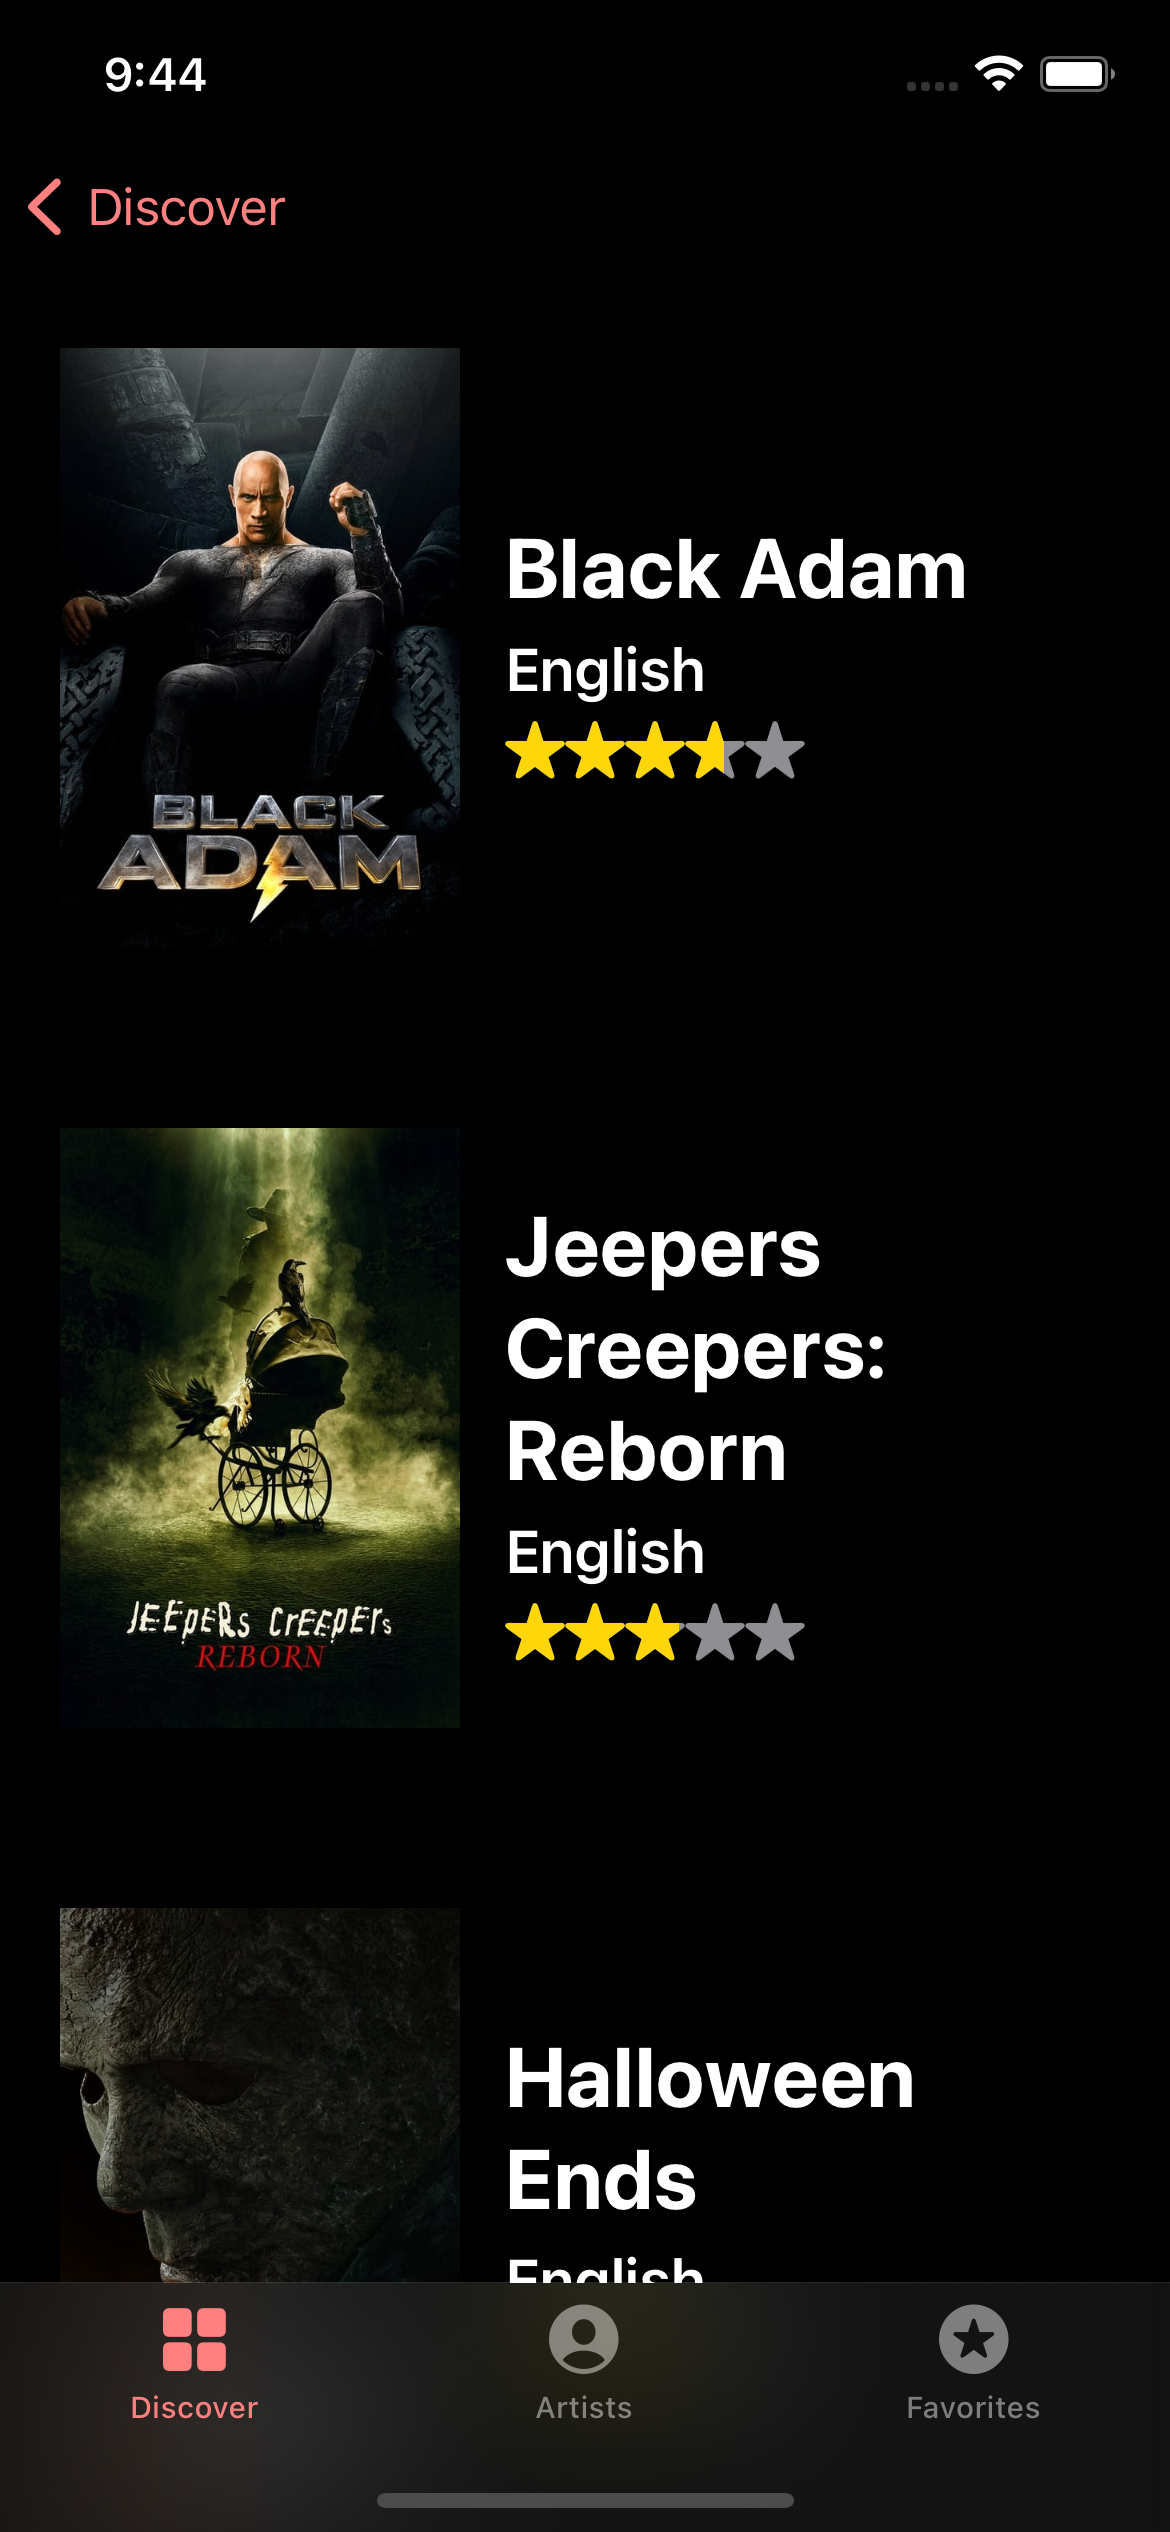 9:44
Discover
BLACK
ADAM
Black Adam
English
JEEPERS CREEPERS
REBORN
Jeepers
Creepers:
Reborn
English
Halloween
Ends
English
Discover
Artists
Favorites